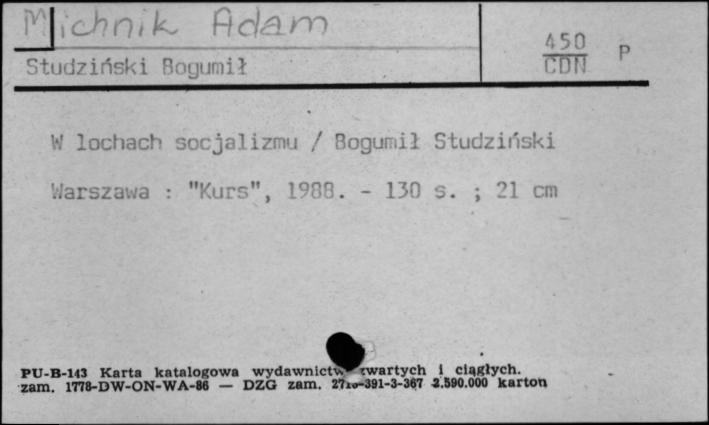 Michnik Adam
450
CDN P
Studziński Bogumił
W lochach socjalizmu / Bogumił Studziński
Warszawa : "Kurs", 1988. - 130 s. ; 21 cm
PU-B-143 Karta katalogowa wydawnictw zwartych i ciągłych.
zam. 1778-DW-ON-WA-86 — DZG zam. 2710-391-3-367 2.590.000 karton